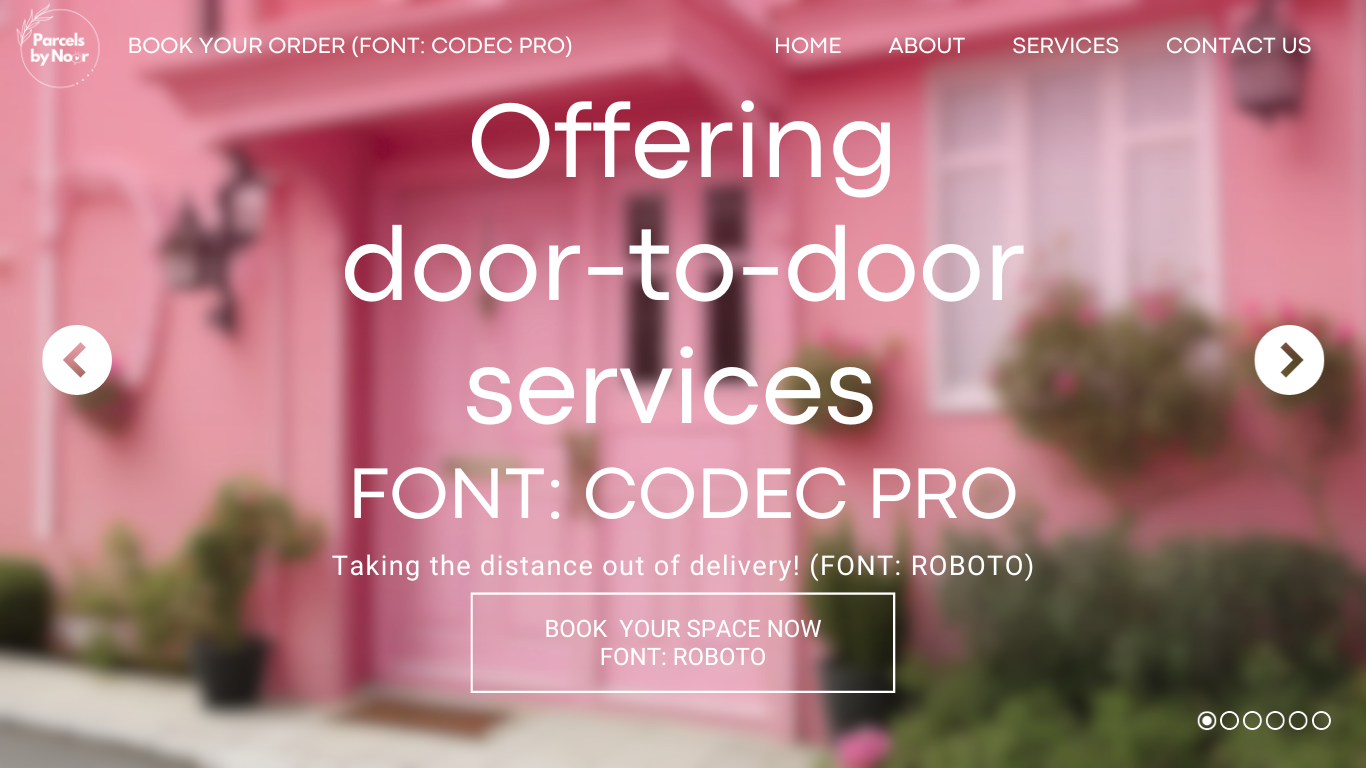 Parcels
by Noor
BOOK YOUR ORDER (FONT: CODEC PRO)
HOME
ABOUT
SERVICES
CONTACT US
Offering
door-to-door
services
FONT: CODEC PRO
Taking the distance out of delivery! (FONT: ROBOTO)
BOOK  YOUR SPACE NOW
FONT: ROBOTO